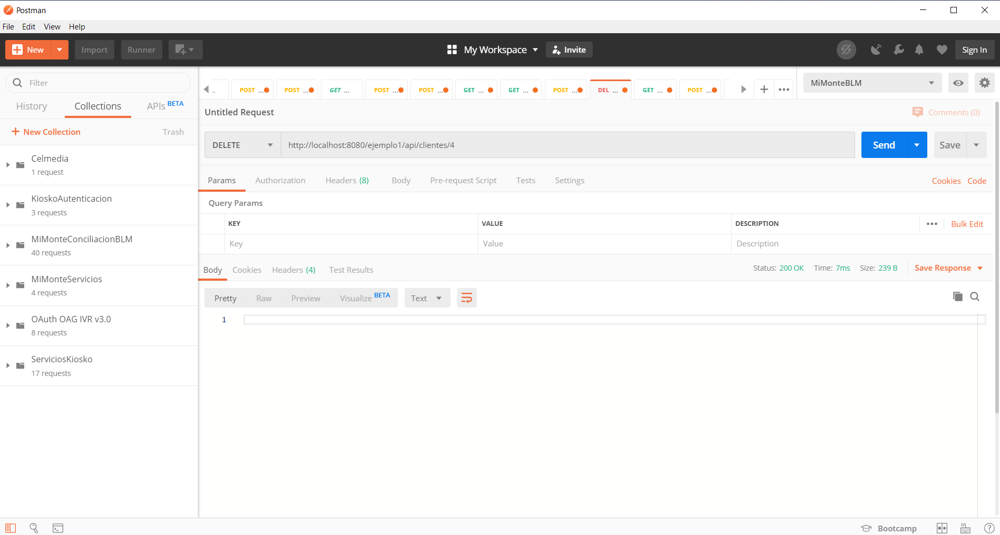 Postman
File Edit View Help
New Import Runner My Workspace Invite Sign In
Filter
History Collections APIs BETA
New Collection Trash
Celmedia
1 request
KioskoAutenticacion
3 requests
MiMonteConciliacionBLM
40 requests
MiMonteServicios
4 requests
OAuth OAG IVR v3.0
8 requests
ServiciosKiosko
17 requests
.. POST ... POST ... GET ... POST ... POST ... GET ... GET ... POST ... DEL ... GET ... POST ...
MiMonteBLM
Untitled Request Comments (0)
DELETE http://localhost:8080/ejemplo1/api/clientes/4 Send Save
Params Authorization Headers (8) Body Pre-request Script Tests Settings Cookies Code
Query Params
KEY VALUE DESCRIPTION Bulk Edit
Key Value Description
Body Cookies Headers (4) Test Results Status: 200 OK Time: 7ms Size: 239 B Save Response
Pretty Raw Preview Visualize BETA Text
1
Bootcamp